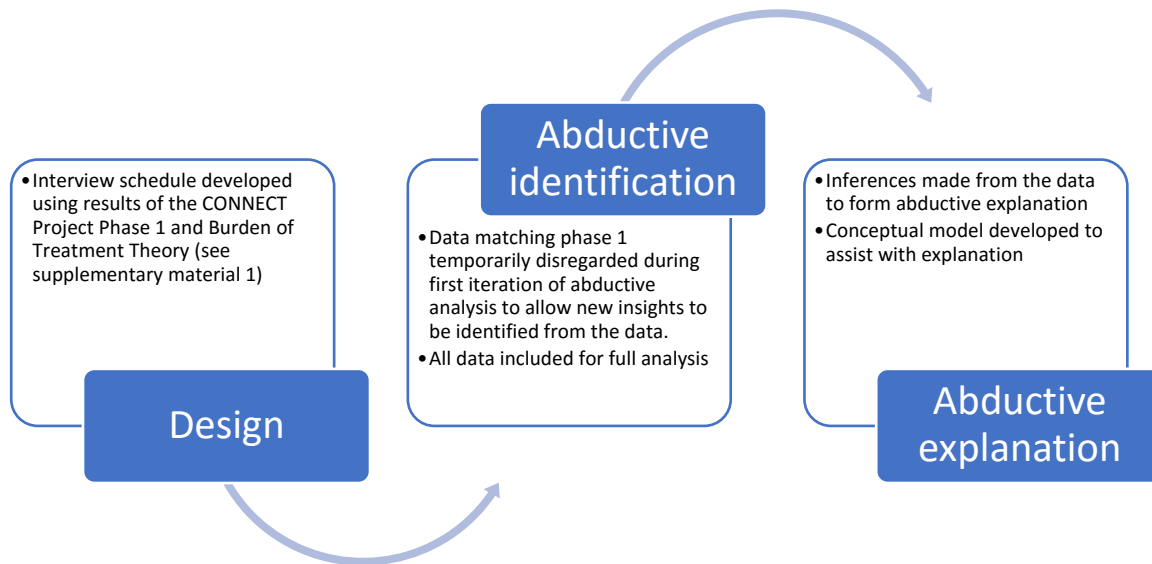 •Interview schedule developed
using results of the CONNECT
Project Phase 1 and Burden of
Treatment Theory (see
supplementary material 1)
Design
Abductive
identification
•Data matching phase 1
temporarily disregarded during
first iteration of abductive
analysis to allow new insights to
be identified from the data.
•All data included for full analysis
•Inferences made from the data
to form abductive explanation
•Conceptual model developed to
assist with explanation
Abductive
explanation